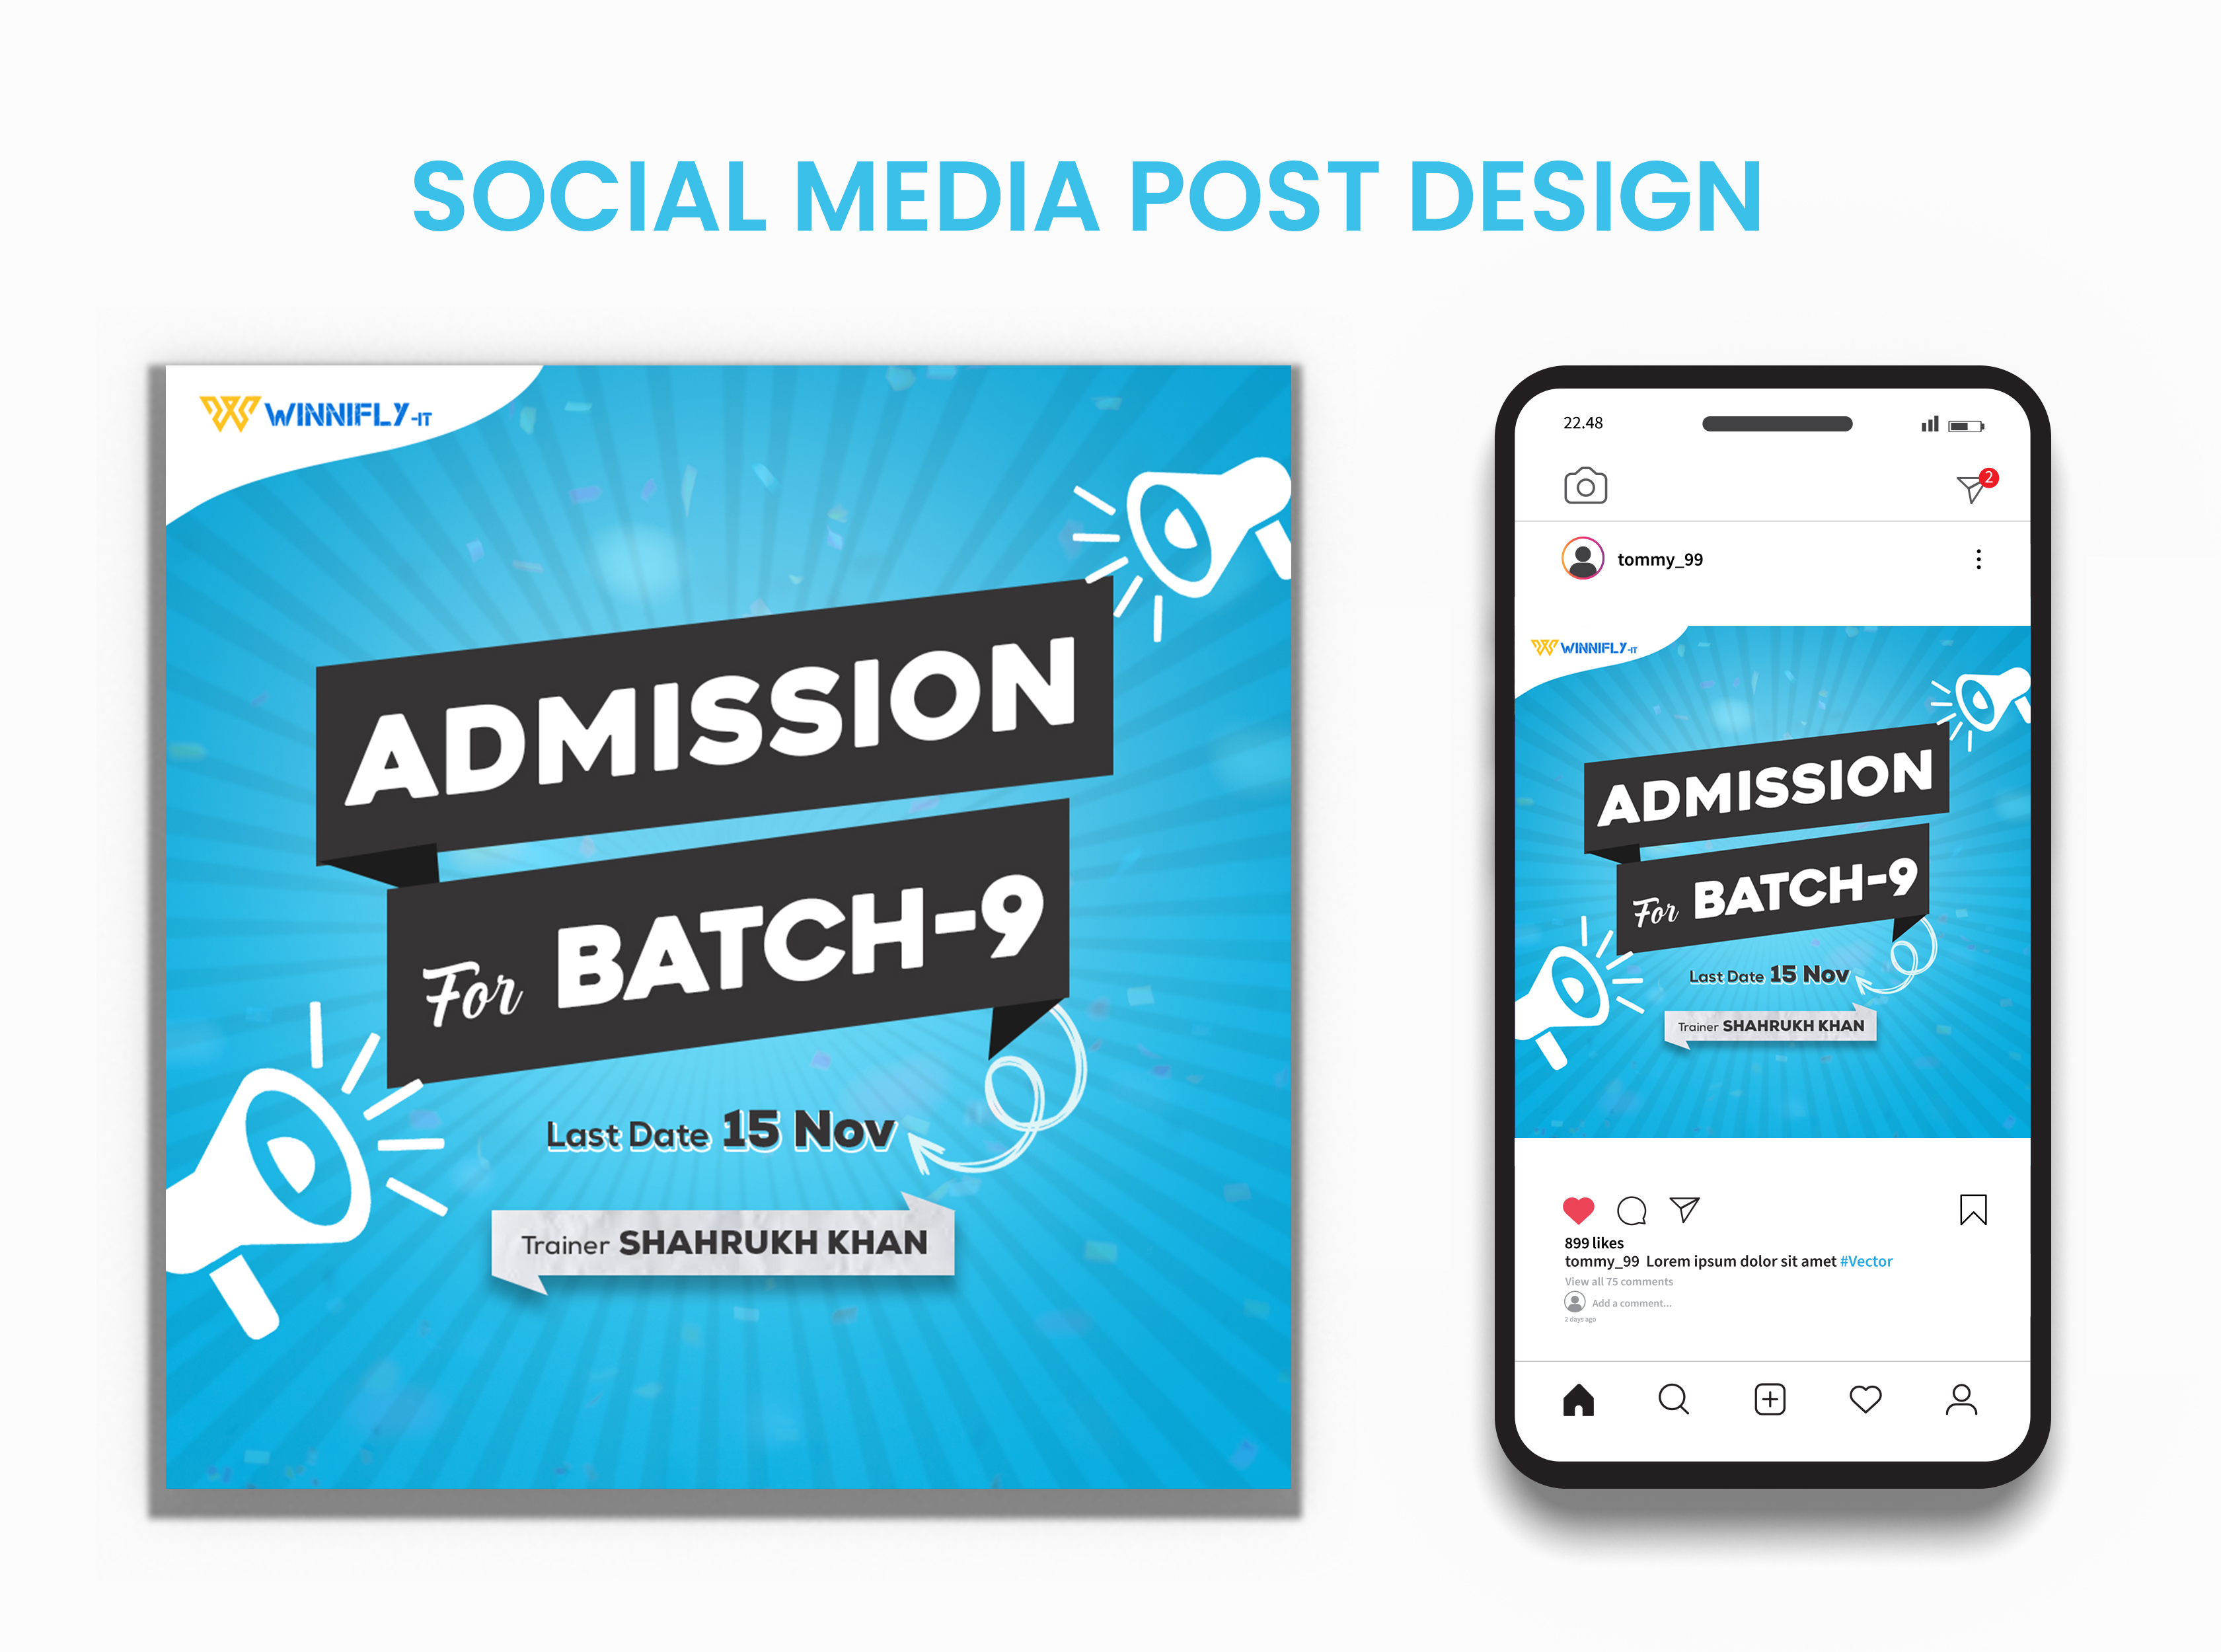 SOCIAL MEDIA POST DESIGN
WINNIFLY-IT
ADMISSION
For BATCH-9
Last Date 15 Nov
Trainer SHAHRUKH KHAN
22.48
2
tommy_99
WINNIFLY-IT
ADMISSION
For BATCH-9
Last Date 15 Nov
Trainer SHAHRUKH KHAN
899 likes
tommy_99 Lorem ipsum dolor sit amet #Vector
View all 75 comments
Add a comment...
2 days ago